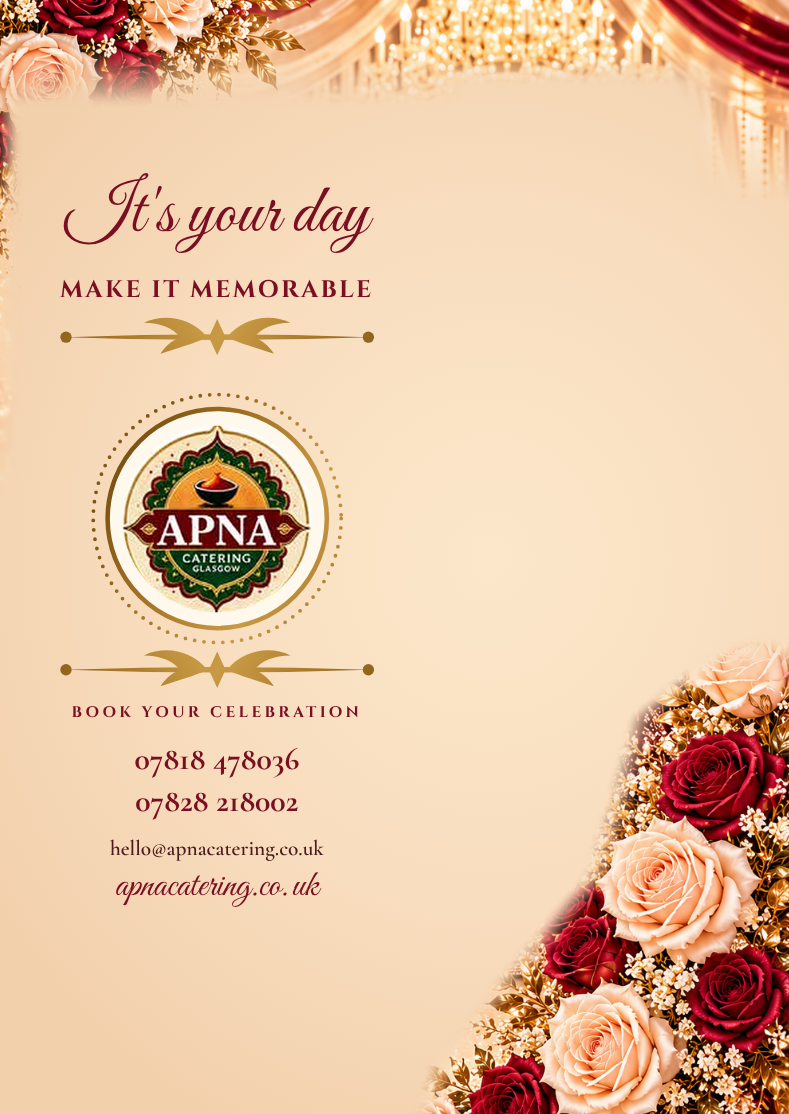 It's your day
MAKE IT MEMORABLE
APNA
CATERING
GLASGOW
BOOK YOUR CELEBRATION
07818 478036
07828 218002
hello@apnacatering.co.uk
apnacatering.co.uk